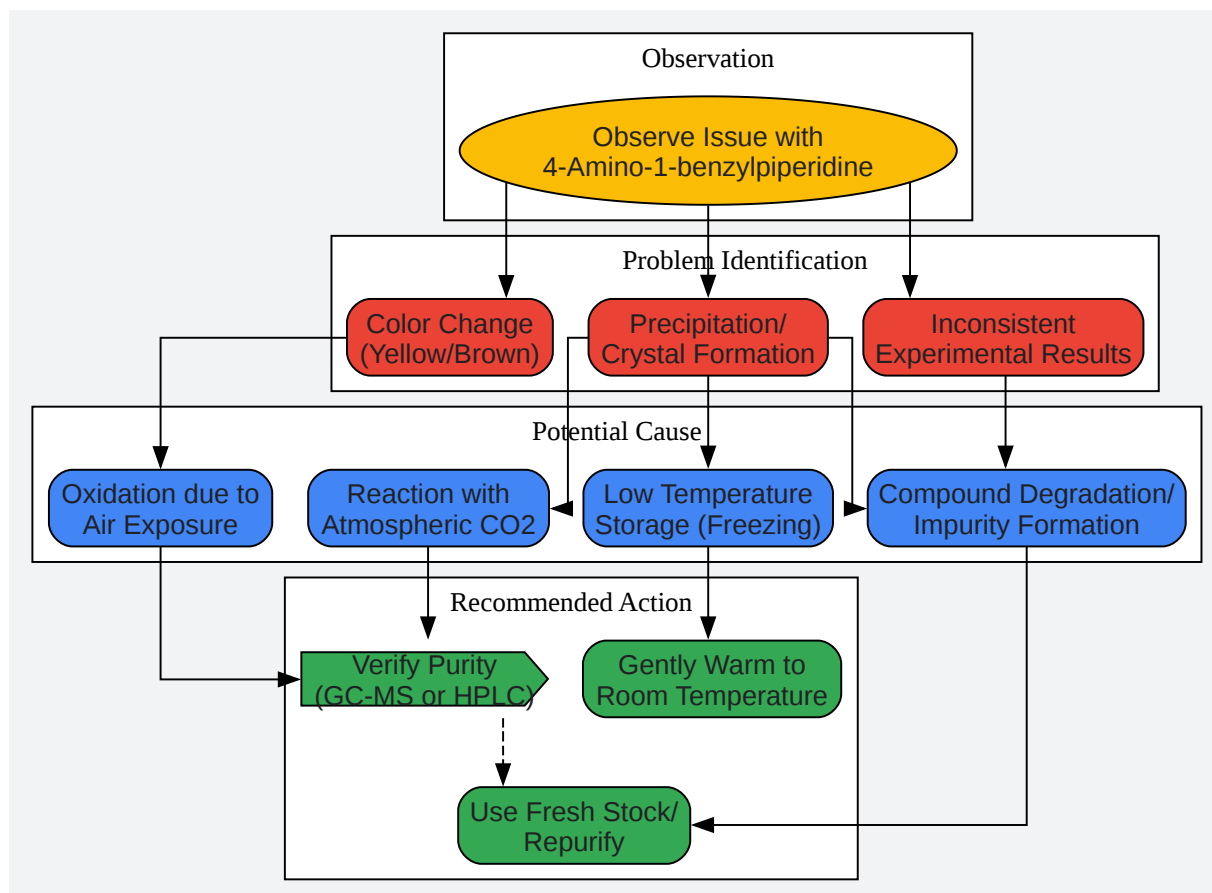 Observation
Observe Issue with
4-Amino-1-benzylpiperidine
Problem Identification
Color Change
(Yellow/Brown)
Precipitation/
Crystal Formation
Inconsistent
Experimental Results
Potential Cause
Oxidation due to
Air Exposure
Reaction with
Atmospheric CO2
Low Temperature
Storage (Freezing)
Compound Degradation/
Impurity Formation
Recommended Action
Verify Purity
(GC-MS or HPLC)
Gently Warm to
Room Temperature
Use Fresh Stock/
Repurify